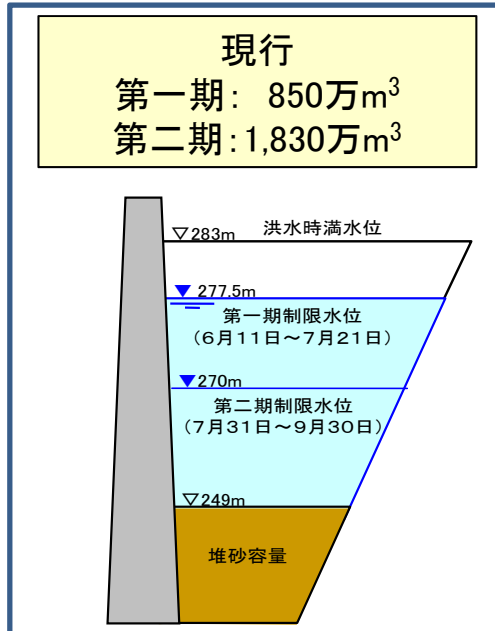 現行
第一期： 850万m³
第二期：1,830万m³
▽283m 洪水時満水位
▼277.5m
第一期制限水位
（6月11日～7月21日）
▼270m
第二期制限水位
（7月31日～9月30日）
▽249m
堆砂容量